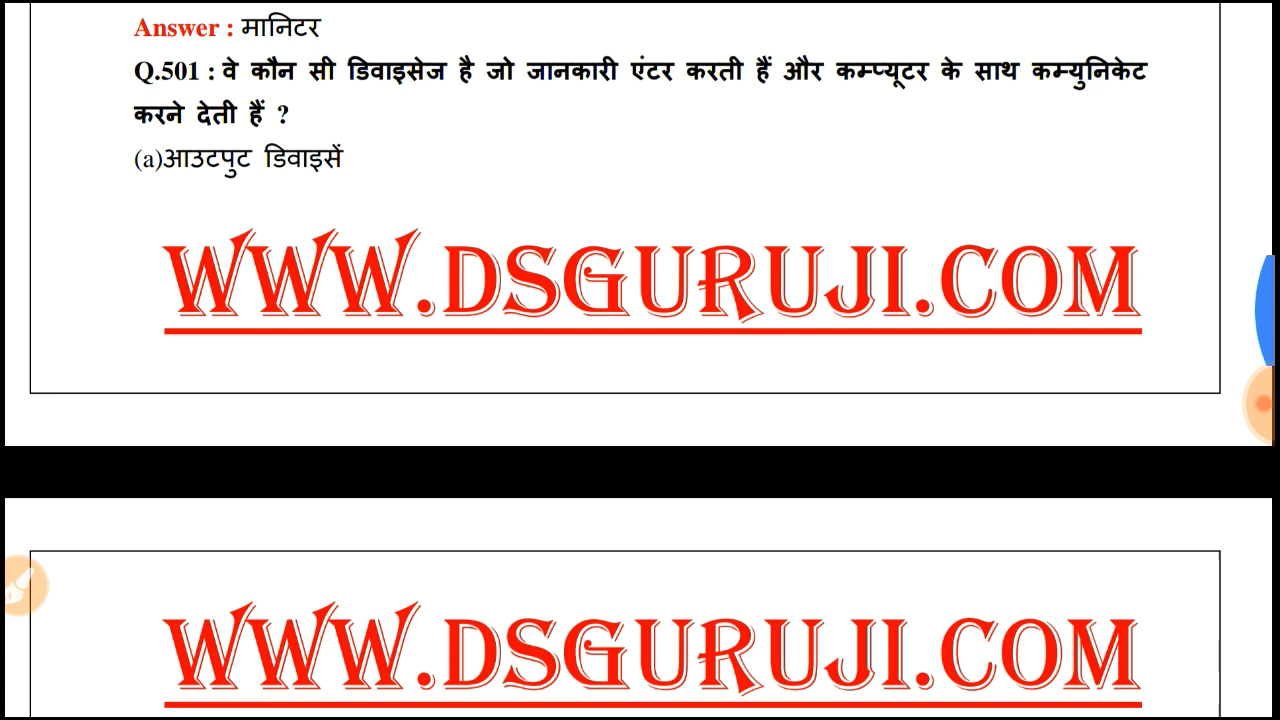 Answer : मानिटर
Q.501 : वे कौन सी डिवाइसेज है जो जानकारी एंटर करती हैं और कम्प्यूटर के साथ कम्युनिकेट
करने देती हैं ?
(a)आउटपुट डिवाइसें
WWW.DSGURUJI.COM
WWW.DSGURUJI.COM